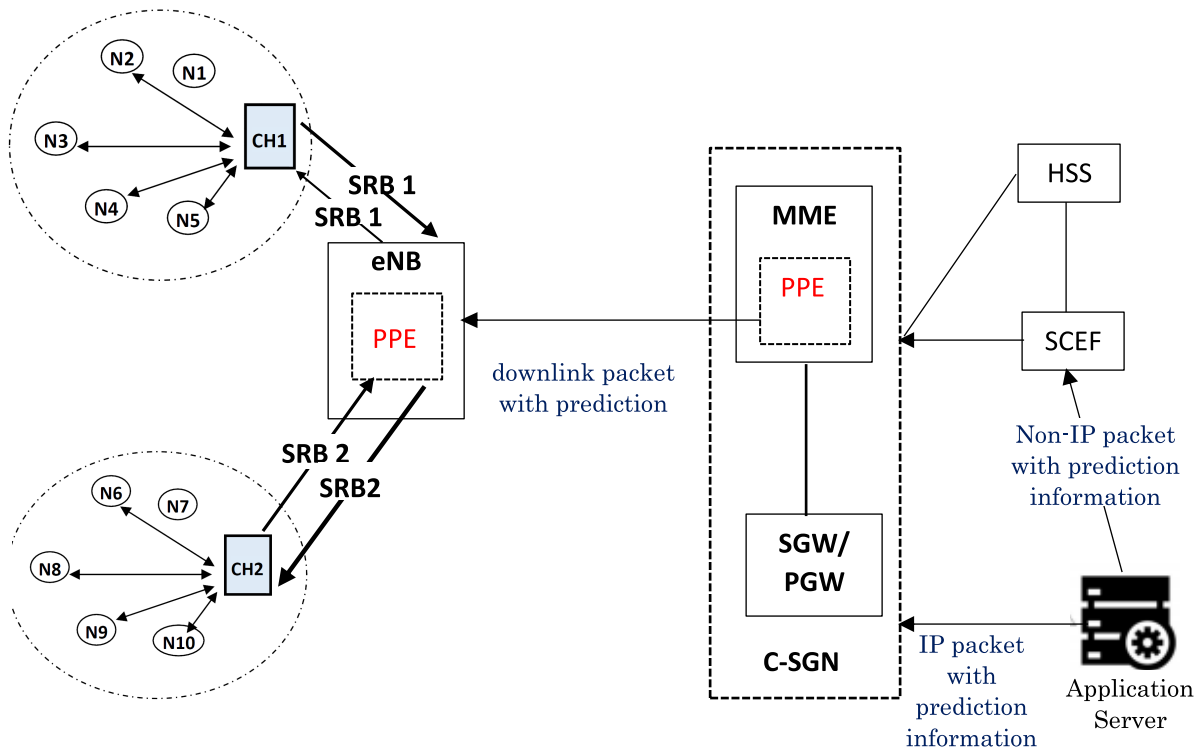 N2
N1
N3
CH1
N4
N5
SRB 1
SRB 1
eNB
PPE
SRB 2
SRB2
N6
N7
N8
CH2
N9
N10
downlink packet
with prediction
MME
PPE
SGW/
PGW
C-SGN
HSS
SCEF
Non-IP packet
with prediction
information
IP packet
with
prediction
information
Application
Server